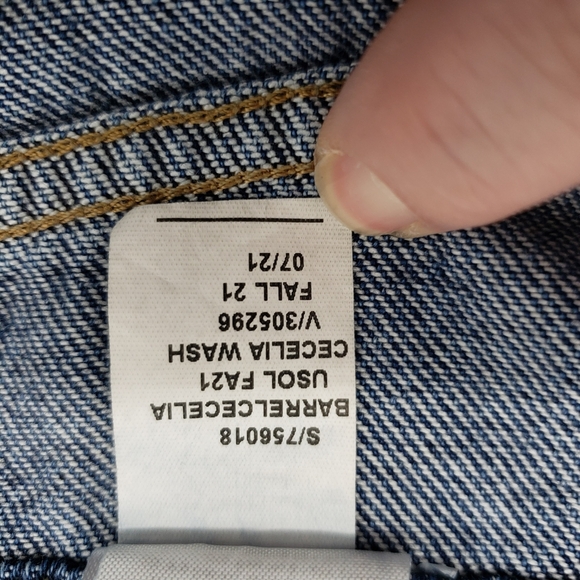 S/756018
BARRELCECELIA
USOL FA21
CECELIA WASH
V/305296
FALL 21
07/21